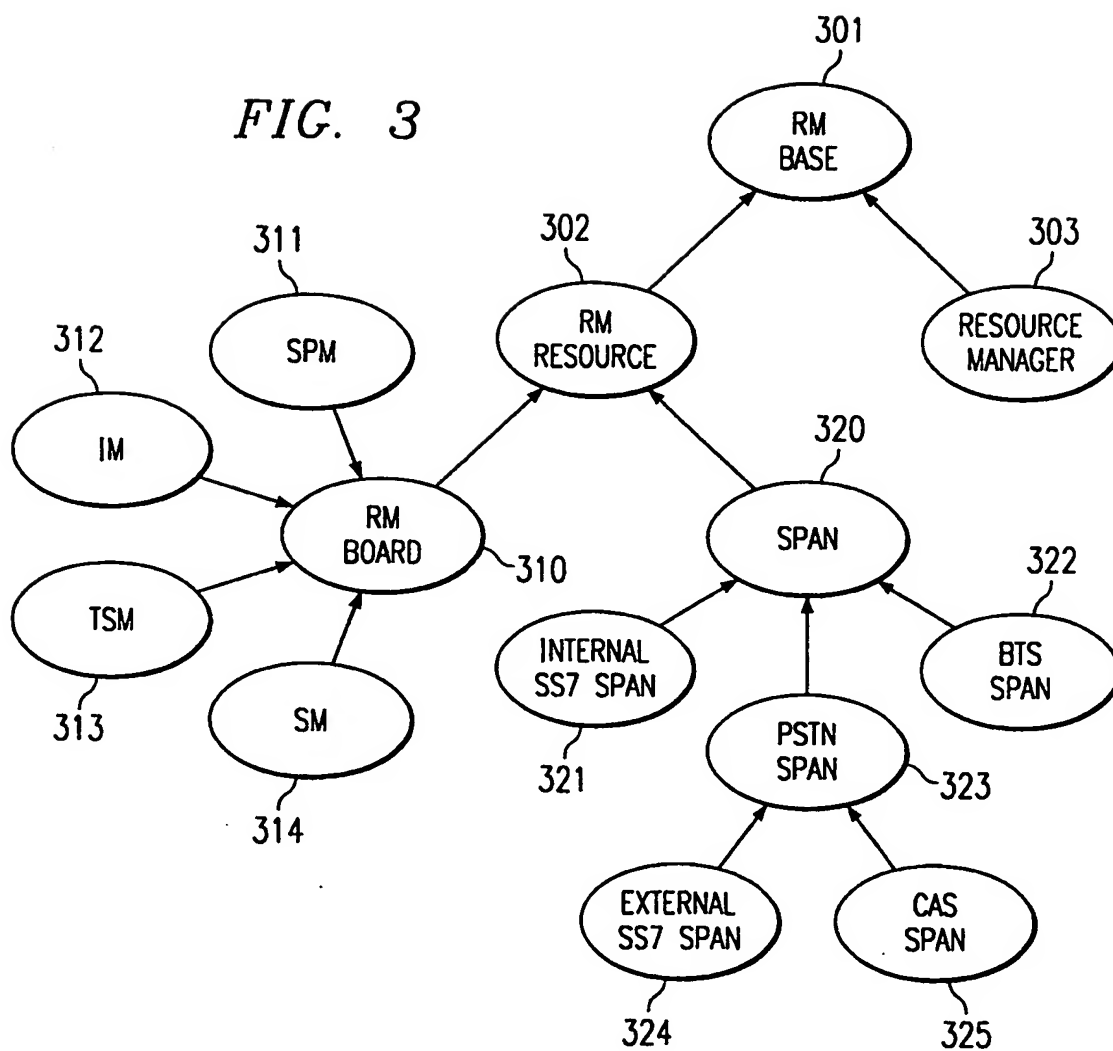 301
FIG. 3
RM
BASE
302
303
311
RM
RESOURCE
RESOURCE
MANAGER
312
SPM
320
IM
RM
BOARD
310
SPAN
322
TSM
INTERNAL
SS7 SPAN
BTS
SPAN
313
SM
321
PSTN
SPAN
323
314
EXTERNAL
SS7 SPAN
CAS
SPAN
324
325